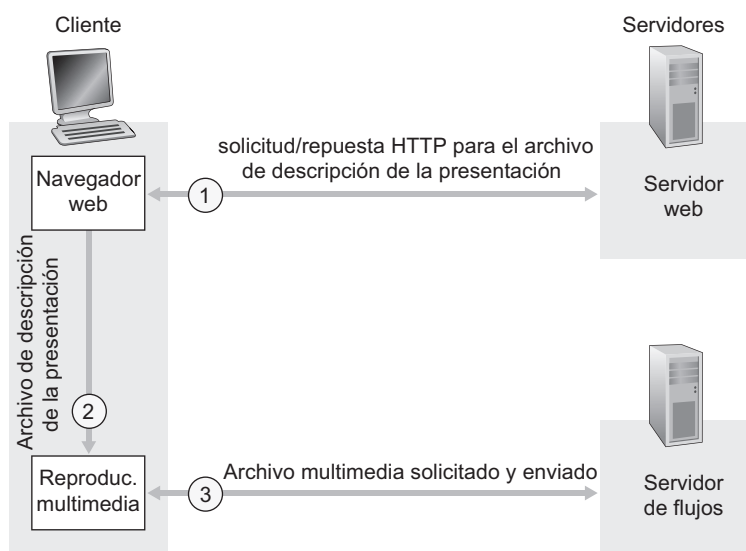 Cliente
Servidores
solicitud/repuesta HTTP para el archivo
de descripción de la presentación
Navegador
web
1
Servidor
web
Archivo de descripción
de la presentación
2
Reproduc.
multimedia
3
Archivo multimedia solicitado y enviado
Servidor
de flujos